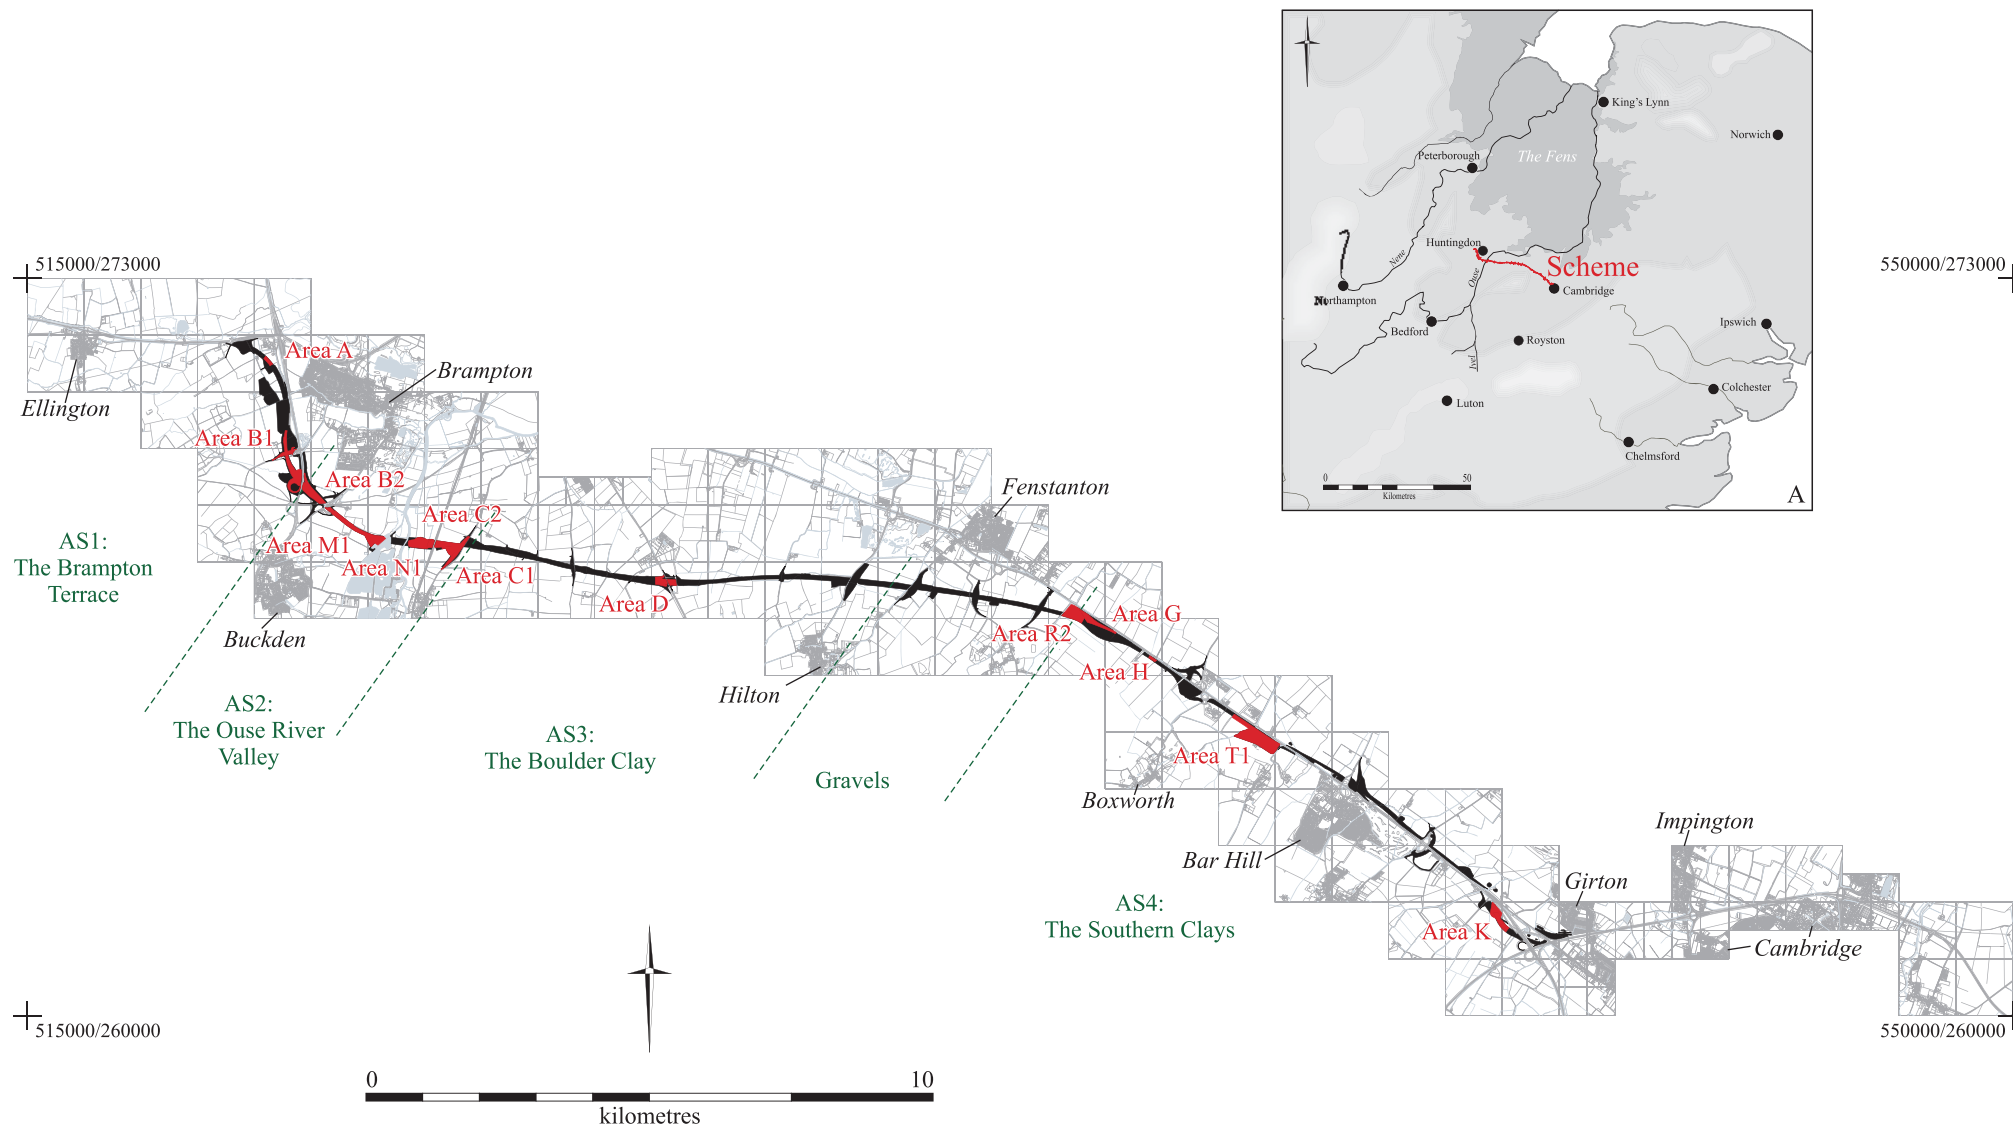 King's Lynn
Norwich
Peterborough
The Fens
Huntingdon
Nene
Ouse
Scheme
Cambridge
Northampton
Bedford
Ipswich
Royston
Ivel
Colchester
Luton
Chelmsford
0 50
Kilometres
A
515000/273000
550000/273000
Area A
Brampton
Ellington
Area B1
Area B2
Fenstanton
Area C2
AS1:
The Brampton
Terrace
Area M1
Area N1
Area C1
Area D
Area G
Area R2
Buckden
Area H
Hilton
AS2:
The Ouse River
Valley
AS3:
The Boulder Clay
Area T1
Gravels
Boxworth
Impington
Bar Hill
Girton
AS4:
The Southern Clays
Area K
Cambridge
515000/260000
550000/260000
0 10
kilometres